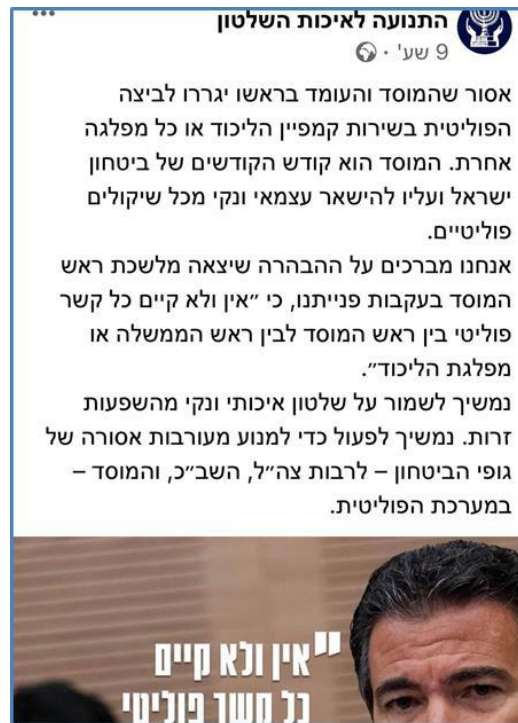 התנועה לאיכות השלטון
9 שע' ·
אסור שהמוסד והעומד בראשו יגררו לביצה
הפוליטית בשירות קמפיין הליכוד או כל מפלגה
אחרת. המוסד הוא קודש הקודשים של ביטחון
ישראל ועליו להישאר עצמאי ונקי מכל שיקולים
פוליטיים.
אנחנו מברכים על ההבהרה שיצאה מלשכת ראש
המוסד בעקבות פנייתנו, כי "אין ולא קיים כל קשר
פוליטי בין ראש המוסד לבין ראש הממשלה או
מפלגת הליכוד".
נמשיך לשמור על שלטון איכותי ונקי מהשפעות
זרות. נמשיך לפעול כדי למנוע מעורבות אסורה של
גופי הביטחון – לרבות צה"ל, השב"כ, והמוסד –
במערכת הפוליטית.
"אין ולא קיים
כל קשר פוליטי